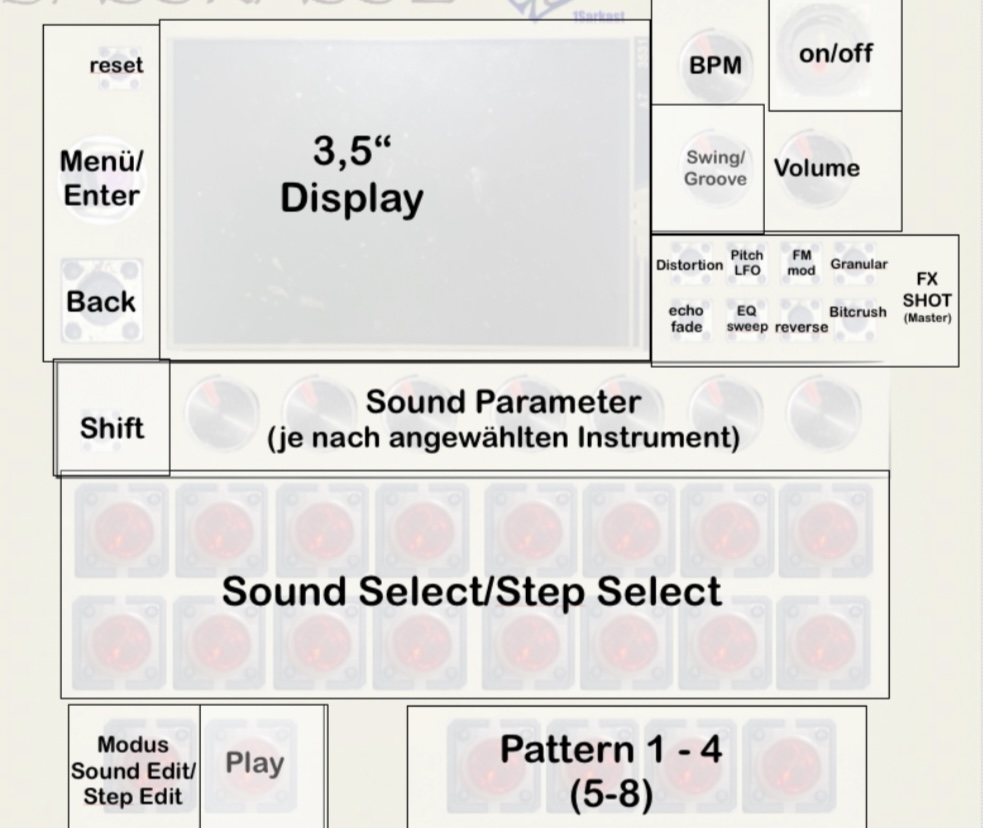 1Sarkast
reset
BPM
on/off
3,5“
Display
Menü/
Enter
Swing/
Groove
Volume
Back
Distortion
Pitch
LFO
FM
mod
Granular
echo
fade
EQ
sweep
reverse
Bitcrush
FX
SHOT
(Master)
Shift
Sound Parameter
(je nach angewählten Instrument)
Sound Select/Step Select
Modus
Sound Edit/
Step Edit
Play
Pattern 1 - 4
(5-8)